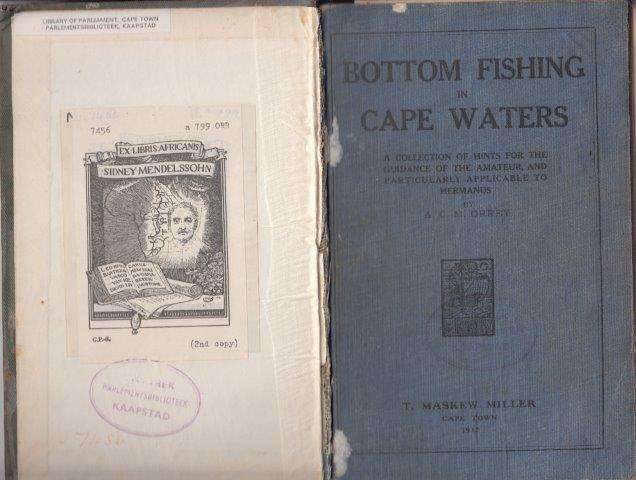 LIBRARY OF PARLIAMENT, CAPE TOWN
PARLEMENTSBIBLIOTEEK, KAAPSTAD
7456
a 799 ORR
EX·LIBRIS AFRICANIS
SIDNEY MENDELSSOHN
G.P.-S.
(2nd copy)
PARLEMENTSBIBLIOTEEK
KAAPSTAD
BOTTOM FISHING
IN
CAPE WATERS
A COLLECTION OF HINTS FOR THE
GUIDANCE OF THE AMATEUR, AND
PARTICULARLY APPLICABLE TO
HERMANUS
BY
T. MASKEW MILLER
CAPE TOWN